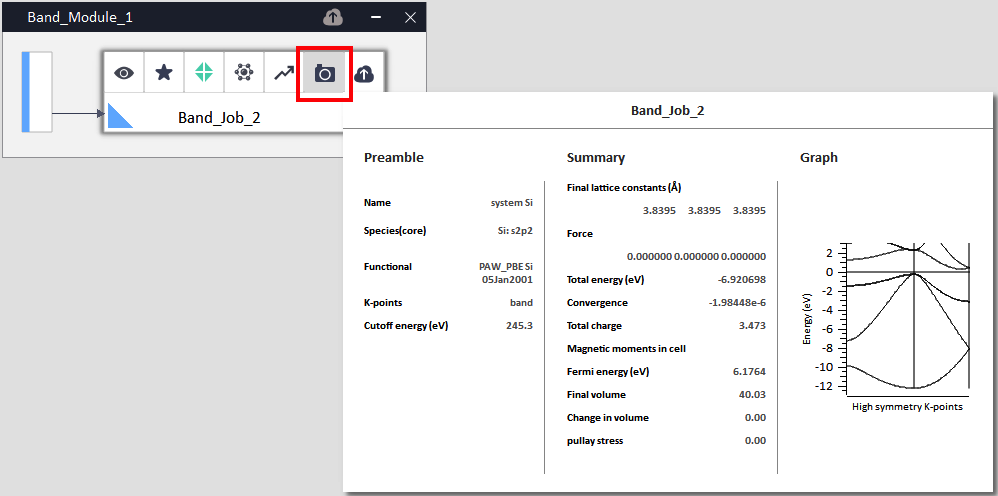 Band_Module_1
Band_Job_2
Band_Job_2
Preamble
Name system Si
Species(core) Si: s2p2
Functional PAW_PBE Si
05Jan2001
K-points band
Cutoff energy (eV) 245.3
Summary
Final lattice constants (Å)
3.8395 3.8395 3.8395
Force
0.000000 0.000000 0.000000
Total energy (eV) -6.920698
Convergence -1.98448e-6
Total charge 3.473
Magnetic moments in cell
Fermi energy (eV) 6.1764
Final volume 40.03
Change in volume 0.00
pullay stress 0.00
Graph
Energy (eV)
2
0
-2
-4
-6
-8
-10
-12
High symmetry K-points